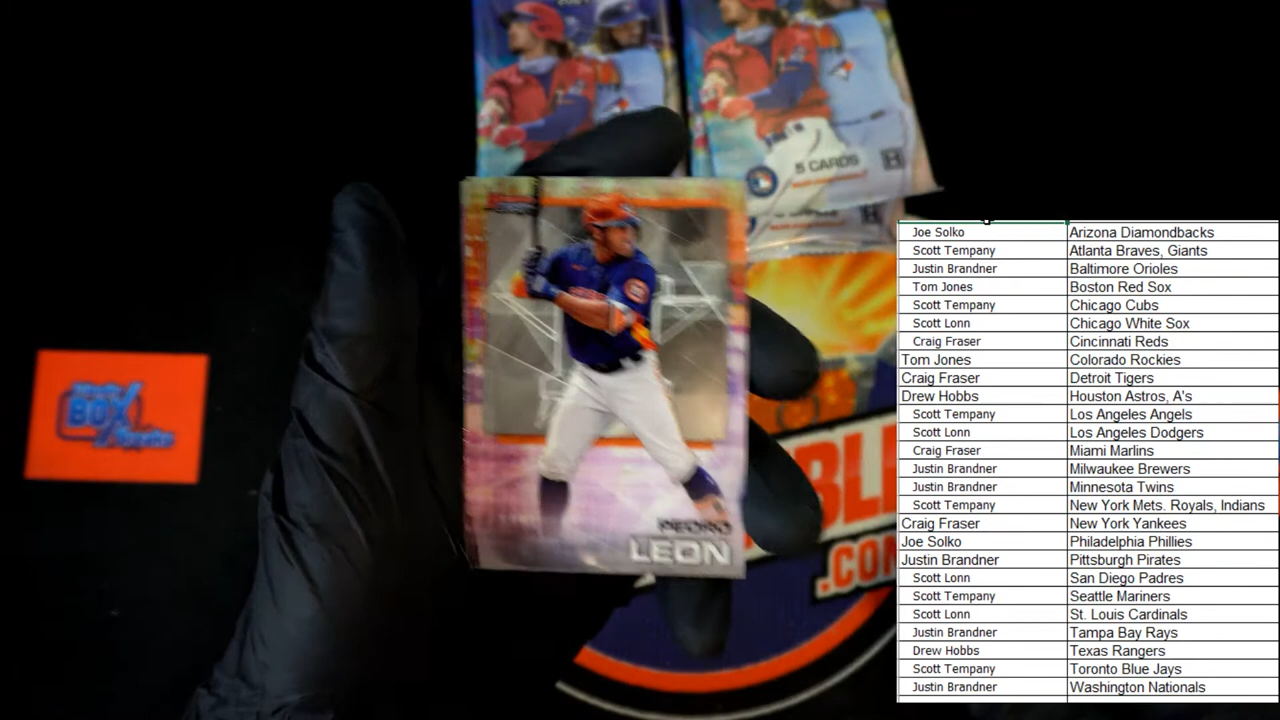 5 CARDS
PEDRO
LEON
BOX
BLE
.COM
Joe Solko Arizona Diamondbacks
Scott Tempany Atlanta Braves, Giants
Justin Brandner Baltimore Orioles
Tom Jones Boston Red Sox
Scott Tempany Chicago Cubs
Scott Lonn Chicago White Sox
Craig Fraser Cincinnati Reds
Tom Jones Colorado Rockies
Craig Fraser Detroit Tigers
Drew Hobbs Houston Astros, A's
Scott Tempany Los Angeles Angels
Scott Lonn Los Angeles Dodgers
Craig Fraser Miami Marlins
Justin Brandner Milwaukee Brewers
Justin Brandner Minnesota Twins
Scott Tempany New York Mets. Royals, Indians
Craig Fraser New York Yankees
Joe Solko Philadelphia Phillies
Justin Brandner Pittsburgh Pirates
Scott Lonn San Diego Padres
Scott Tempany Seattle Mariners
Scott Lonn St. Louis Cardinals
Justin Brandner Tampa Bay Rays
Drew Hobbs Texas Rangers
Scott Tempany Toronto Blue Jays
Justin Brandner Washington Nationals